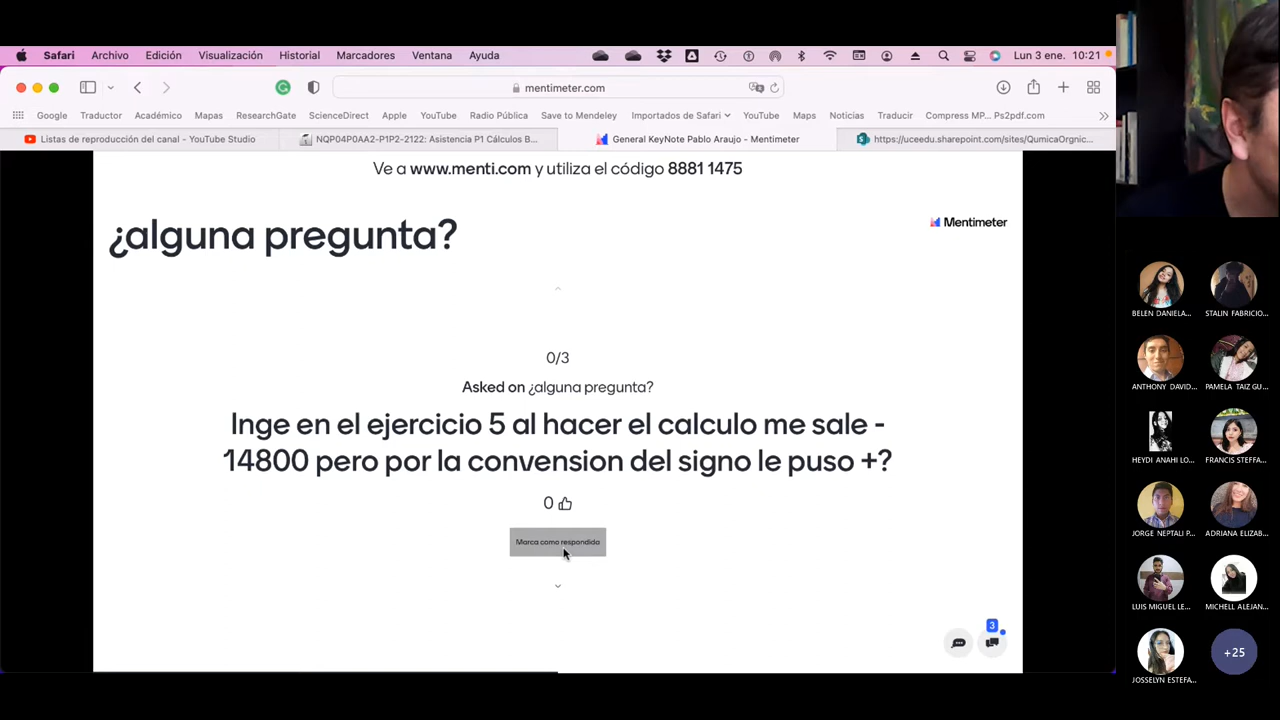 Safari Archivo Edición Visualización Historial Marcadores Ventana Ayuda Lun 3 ene. 10:21
mentimeter.com
Google Traductor Académico Mapas ResearchGate ScienceDirect Apple YouTube Radio Pública Save to Mendeley Importados de Safari YouTube Maps Noticias Traducir Compress MP... Ps2pdf.com
Listas de reproducción del canal - YouTube Studio NQP04P0AA2-P1P2-2122: Asistencia P1 Cálculos B... General KeyNote Pablo Araujo - Mentimeter https://uceedu.sharepoint.com/sites/QumicaOrgnic...
Ve a www.menti.com y utiliza el código 8881 1475
¿alguna pregunta?
Mentimeter
0/3
Asked on ¿alguna pregunta?
Inge en el ejercicio 5 al hacer el calculo me sale -
14800 pero por la convension del signo le puso +?
0
Marca como respondida
3
BELEN DANIELA... STALIN FABRICIO...
ANTHONY DAVID... PAMELA TAIZ GU...
HEYDI ANAHI LO... FRANCIS STEFFA...
JORGE NEPTALI P... ADRIANA ELIZAB...
LUIS MIGUEL LE... MICHELL ALEJAN...
JOSSELYN ESTEFA... +25